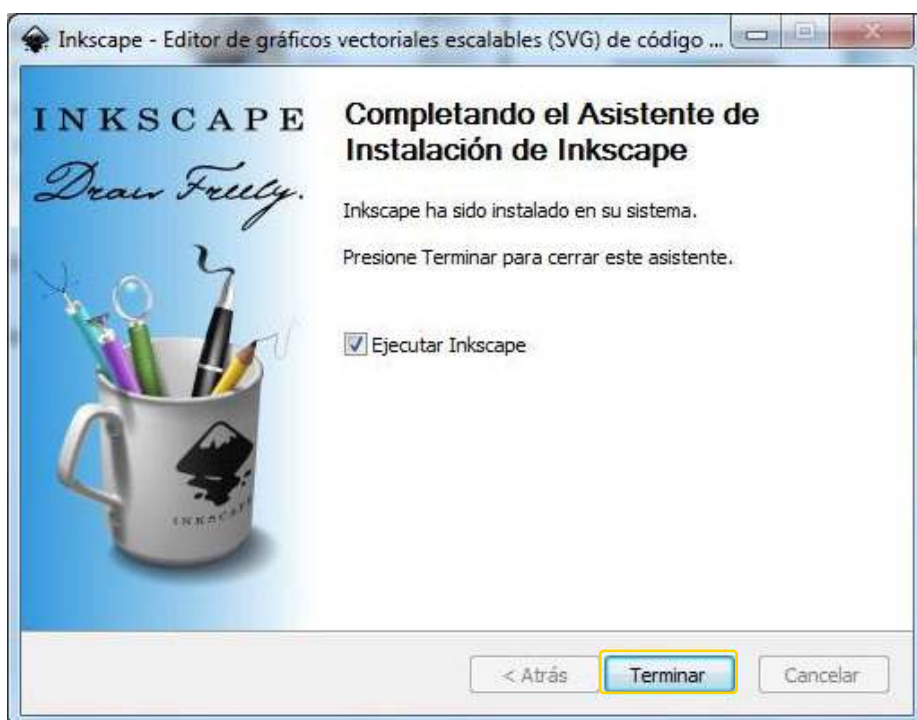 Inkscape - Editor de gráficos vectoriales escalables (SVG) de código ...
INKSCAPE
Draw Freely.
Completando el Asistente de
Instalación de Inkscape
Inkscape ha sido instalado en su sistema.
Presione Terminar para cerrar este asistente.
Ejecutar Inkscape
INKSCAPE
< Atrás
Terminar
Cancelar